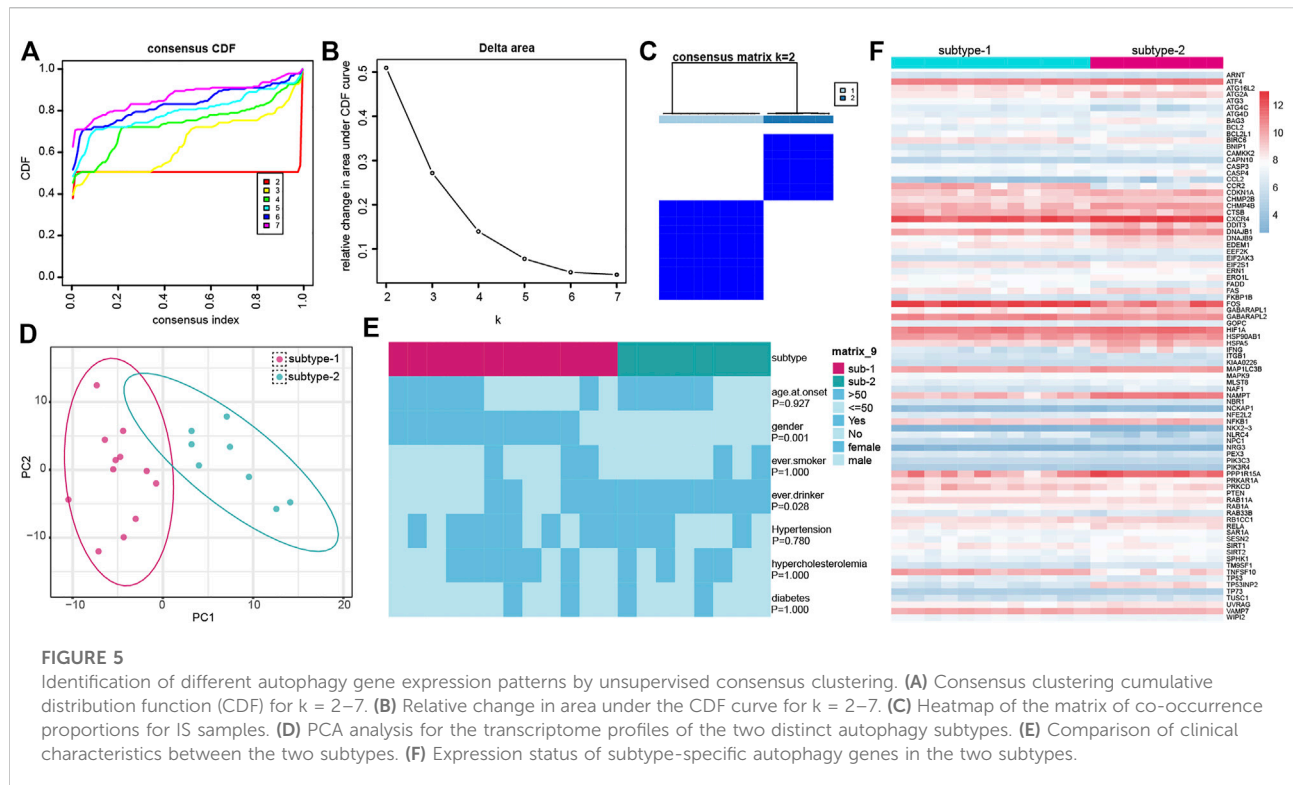 A
consensus CDF
1.0
0.8
0.6
0.4
0.2
0.0
CDF
0.0
0.2
0.4
0.6
0.8
1.0
consensus index
2
3
4
5
6
7
B
Delta area
0.5
0.4
0.3
0.2
0.1
relative change in area under CDF curve
2
3
4
5
6
7
k
C
consensus matrix k=2
1
2
D
subtype-1
subtype-2
10
0
−10
PC2
−10
0
10
20
PC1
E
subtype
age.at.onset
P=0.927
gender
P=0.001
ever.smoker
P=1.000
ever.drinker
P=0.028
Hypertension
P=0.780
hypercholesterolemia
P=1.000
diabetes
P=1.000
matrix_9
sub-1
sub-2
>50
<=50
Yes
No
female
male
F
subtype-1
subtype-2
ARNT
ATF4
ATG16L2
ATG2A
ATG3
ATG4C
ATG4D
BAG3
BCL2
BCL2L1
BIRC6
BNIP1
CAMKK2
CAPN10
CASP3
CASP4
CCL2
CCR2
CDKN1A
CHMP2B
CHMP4B
CTSB
CXCR4
DDIT3
DNAJB1
DNAJB9
EDEM1
EEF2K
EIF2AK3
EIF2S1
ERN1
ERO1L
FADD
FAS
FKBP1B
FOS
GABARAPL1
GABARAPL2
GOPC
HIF1A
HSP90AB1
HSPA5
IFNG
ITGB1
KIAA0226
MAP1LC3B
MAPK9
MLST8
NAF1
NAMPT
NBR1
NCKAP1
NFE2L2
NFKB1
NKX2−3
NLRC4
NPC1
NRG3
PEX3
PIK3C3
PIK3R4
PPP1R15A
PRKAR1A
PRKCD
PTEN
RAB11A
RAB1A
RAB33B
RB1CC1
RELA
SAR1A
SESN2
SIRT1
SIRT2
SPHK1
TM9SF1
TNFSF10
TP53
TP53INP2
TP73
TUSC1
UVRAG
VAMP7
WIPI2
12
10
8
6
4
FIGURE 5
Identification of different autophagy gene expression patterns by unsupervised consensus clustering. (A) Consensus clustering cumulative
distribution function (CDF) for k = 2–7. (B) Relative change in area under the CDF curve for k = 2–7. (C) Heatmap of the matrix of co-occurrence
proportions for IS samples. (D) PCA analysis for the transcriptome profiles of the two distinct autophagy subtypes. (E) Comparison of clinical
characteristics between the two subtypes. (F) Expression status of subtype-specific autophagy genes in the two subtypes.